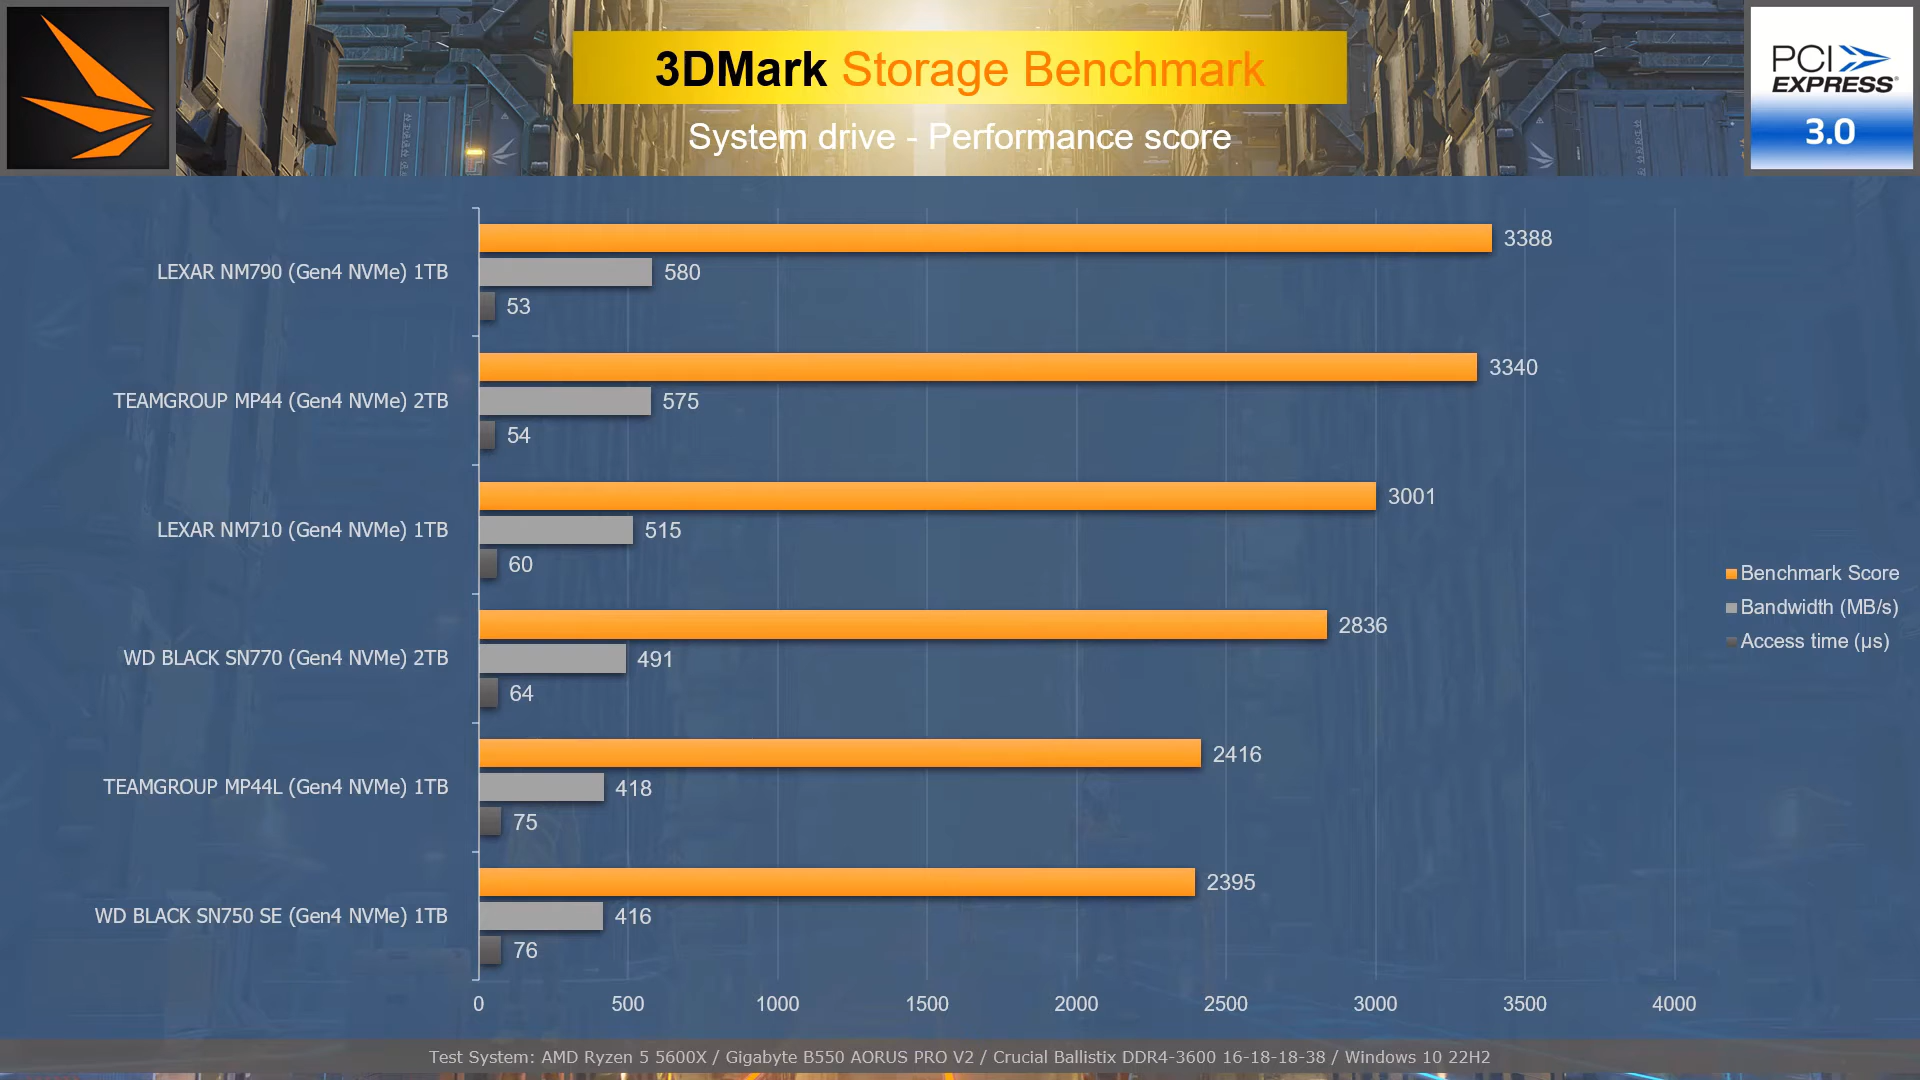 3DMark Storage Benchmark
System drive - Performance score
PCI
EXPRESS®
3.0
LEXAR NM790 (Gen4 NVMe) 1TB
3388
580
53
TEAMGROUP MP44 (Gen4 NVMe) 2TB
3340
575
54
LEXAR NM710 (Gen4 NVMe) 1TB
3001
515
60
WD BLACK SN770 (Gen4 NVMe) 2TB
2836
491
64
TEAMGROUP MP44L (Gen4 NVMe) 1TB
2416
418
75
WD BLACK SN750 SE (Gen4 NVMe) 1TB
2395
416
76
Benchmark Score
Bandwidth (MB/s)
Access time (µs)
0 500 1000 1500 2000 2500 3000 3500 4000
Test System: AMD Ryzen 5 5600X / Gigabyte B550 AORUS PRO V2 / Crucial Ballistix DDR4-3600 16-18-18-38 / Windows 10 22H2